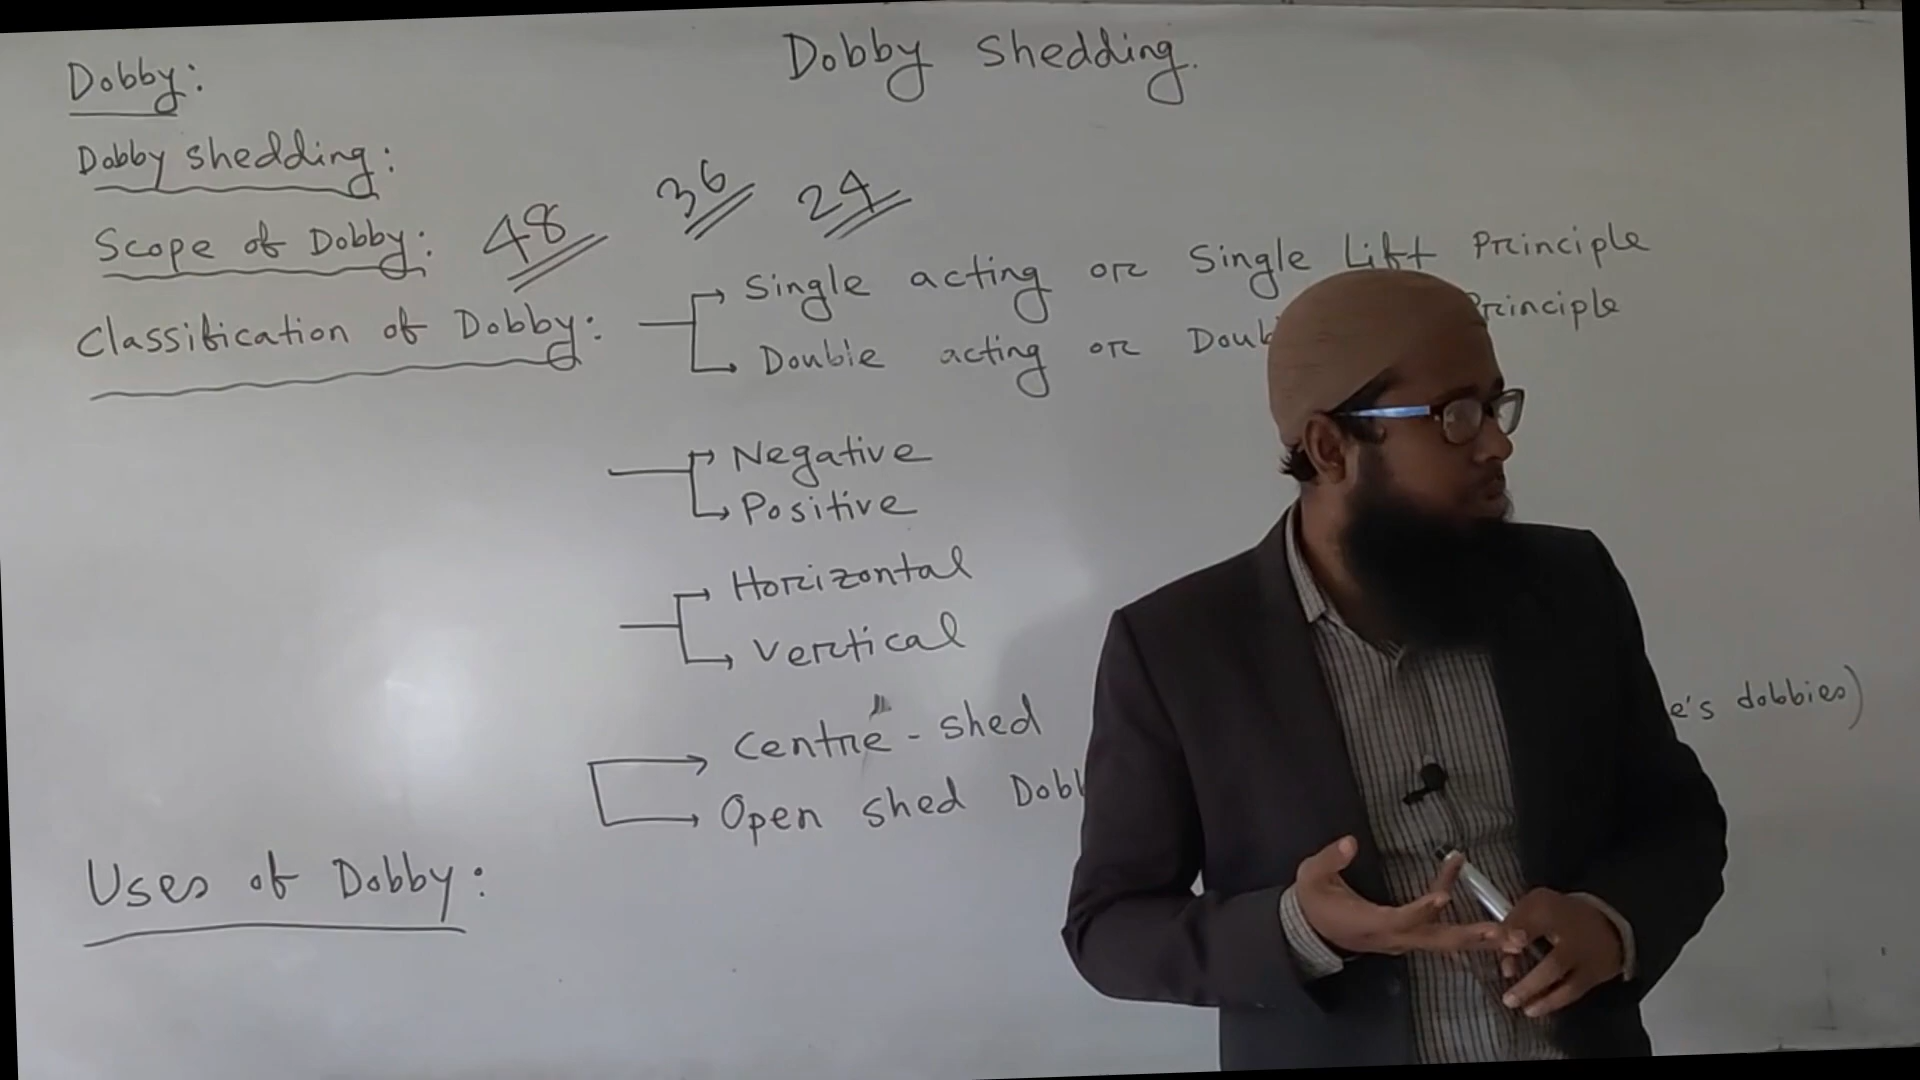 Dobby Shedding.
Dobby:
Dobby shedding:
Scope of Dobby: 48 36 24
Classification of Dobby: Single acting or Single Lift Principle
Double acting or Principle
Negative
Positive
Horizontal
Vertical
Centre-shed dobbies)
Open shed
Uses of Dobby: